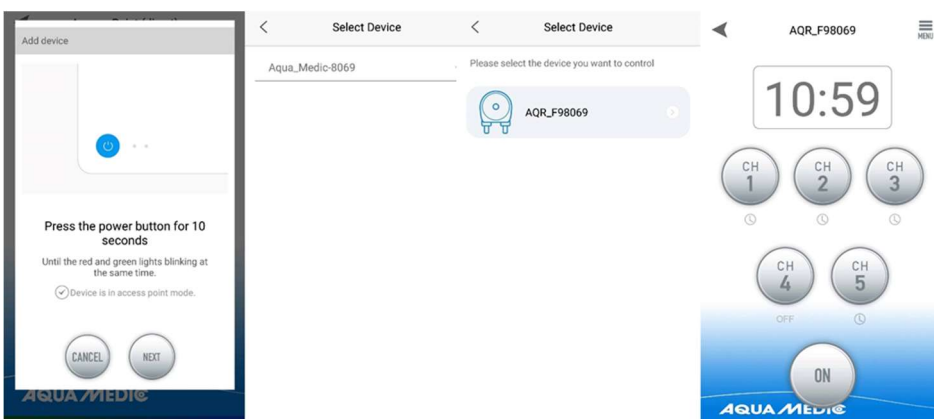 Add device
Press the power button for 10
seconds
Until the red and green lights blinking at
the same time.
Device is in access point mode.
CANCEL
NEXT
AQUA MEDIC
Select Device
Aqua_Medic-8069
Select Device
Please select the device you want to control
AQR_F98069
AQR_F98069
MENU
10:59
CH
1
CH
2
CH
3
CH
4
CH
5
OFF
ON
AQUA MEDIC